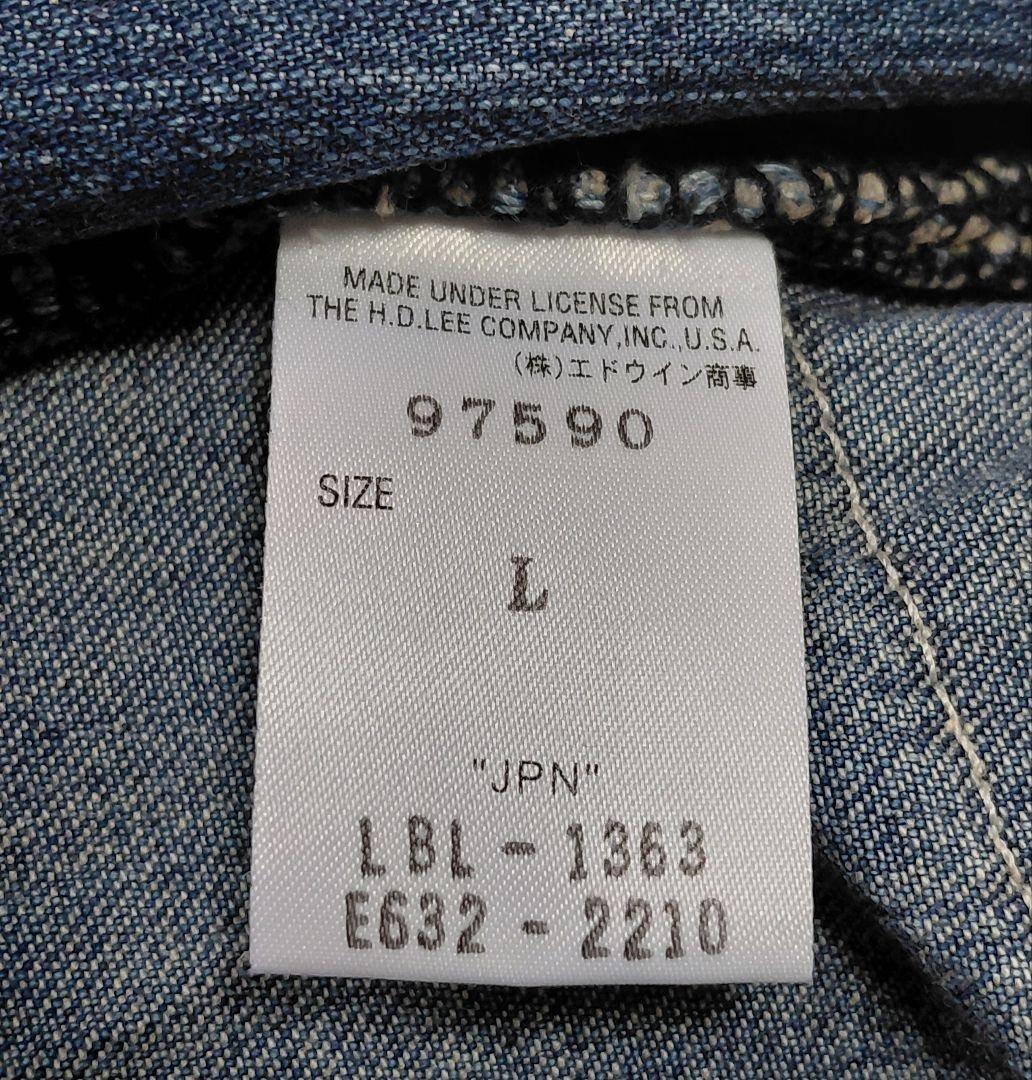 MADE UNDER LICENSE FROM
THE H.D.LEE COMPANY,INC.,U.S.A.
(株)エドウイン商事
97590
SIZE
L
"JPN"
LBL-1363
E632-2210